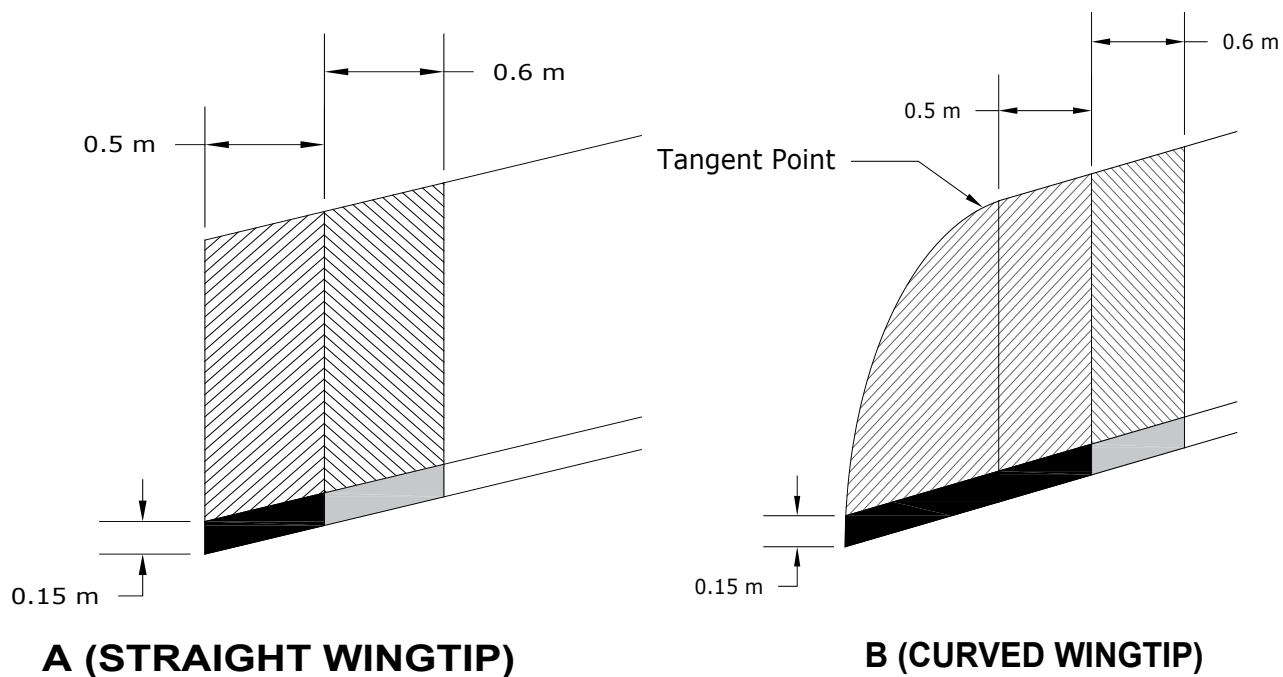 0.6 m
0.5 m
0.15 m
A (STRAIGHT WINGTIP)
0.6 m
0.5 m
Tangent Point
0.15 m
B (CURVED WINGTIP)